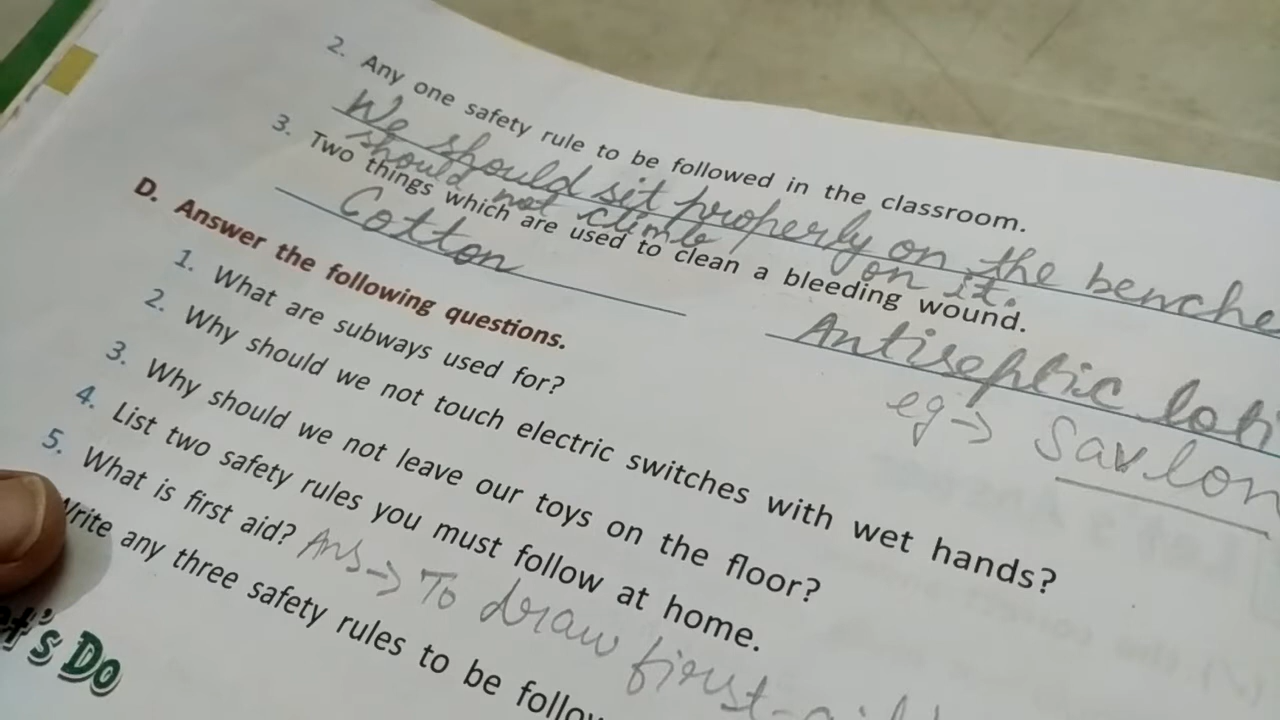 2. Any one safety rule to be followed in the classroom.
We should sit properly on the benche
should not climb on it.
3. Two things which are used to clean a bleeding wound.
Cotton Antiseptic loti
eg→ Savlon
D. Answer the following questions.
1. What are subways used for?
2. Why should we not touch electric switches with wet hands?
3. Why should we not leave our toys on the floor?
4. List two safety rules you must follow at home.
5. What is first aid? Ans→ To draw first-aid
Write any three safety rules to be follow
et's Do